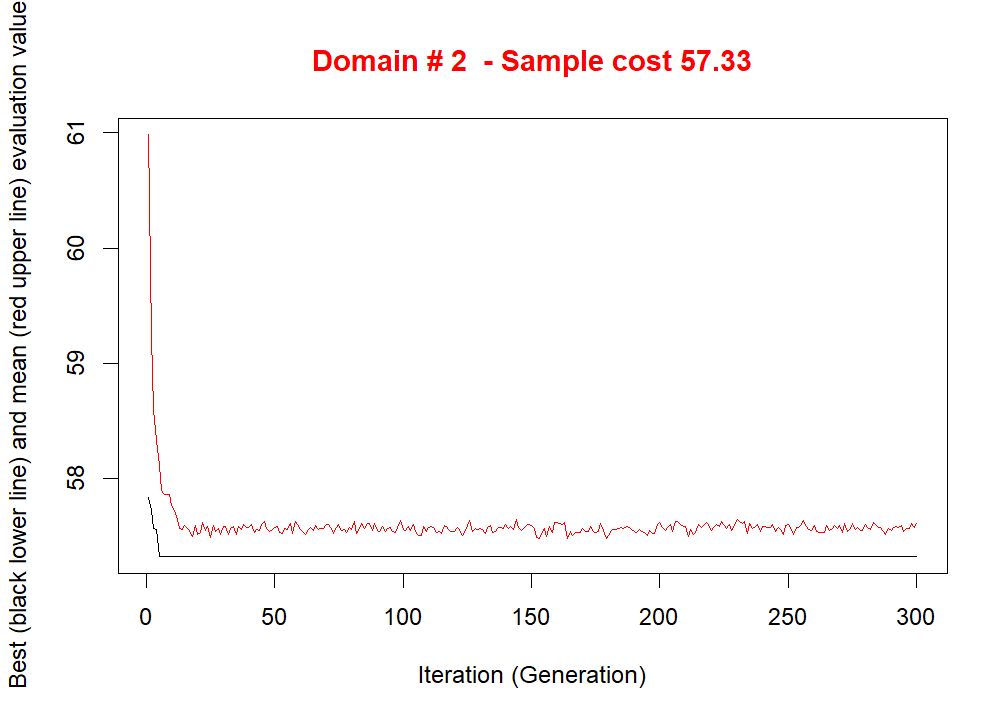 Domain # 2  - Sample cost 57.33
Best (black lower line) and mean (red upper line) evaluation value
61
60
59
58
0 50 100 150 200 250 300
Iteration (Generation)